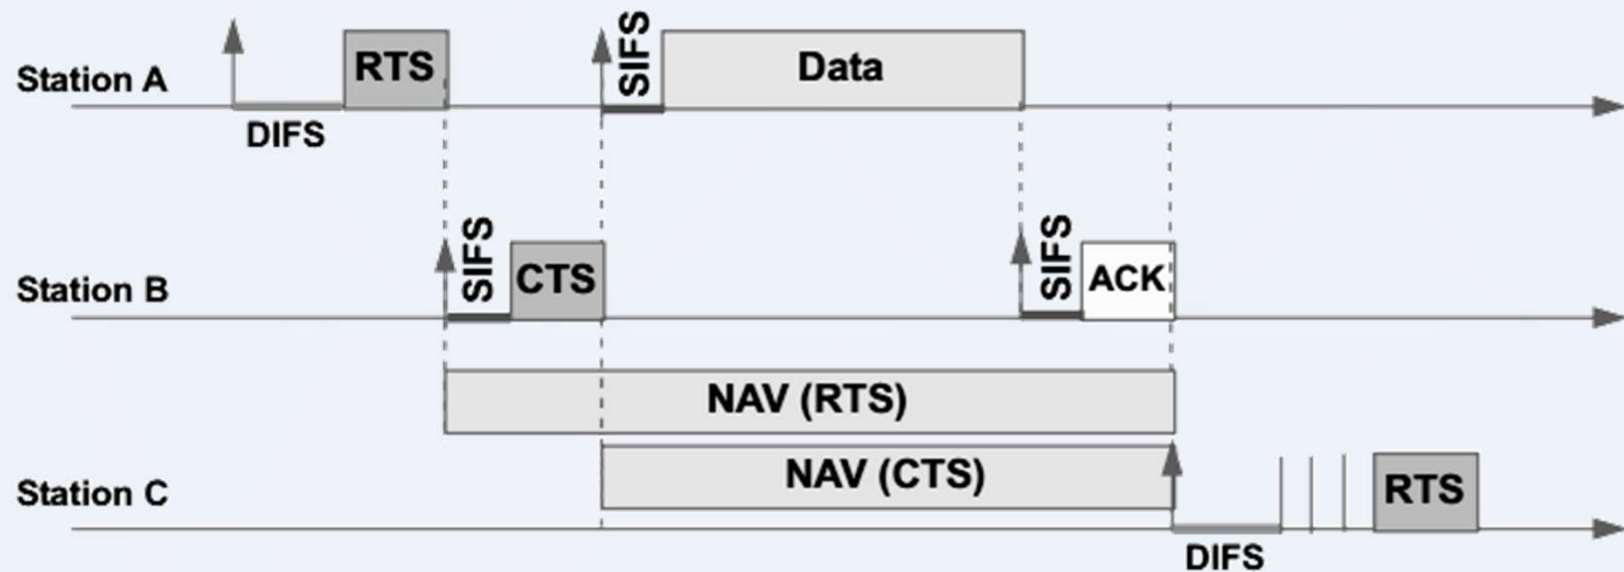 Station A
DIFS
RTS
SIFS
Data
Station B
SIFS
CTS
SIFS
ACK
NAV (RTS)
NAV (CTS)
Station C
DIFS
RTS